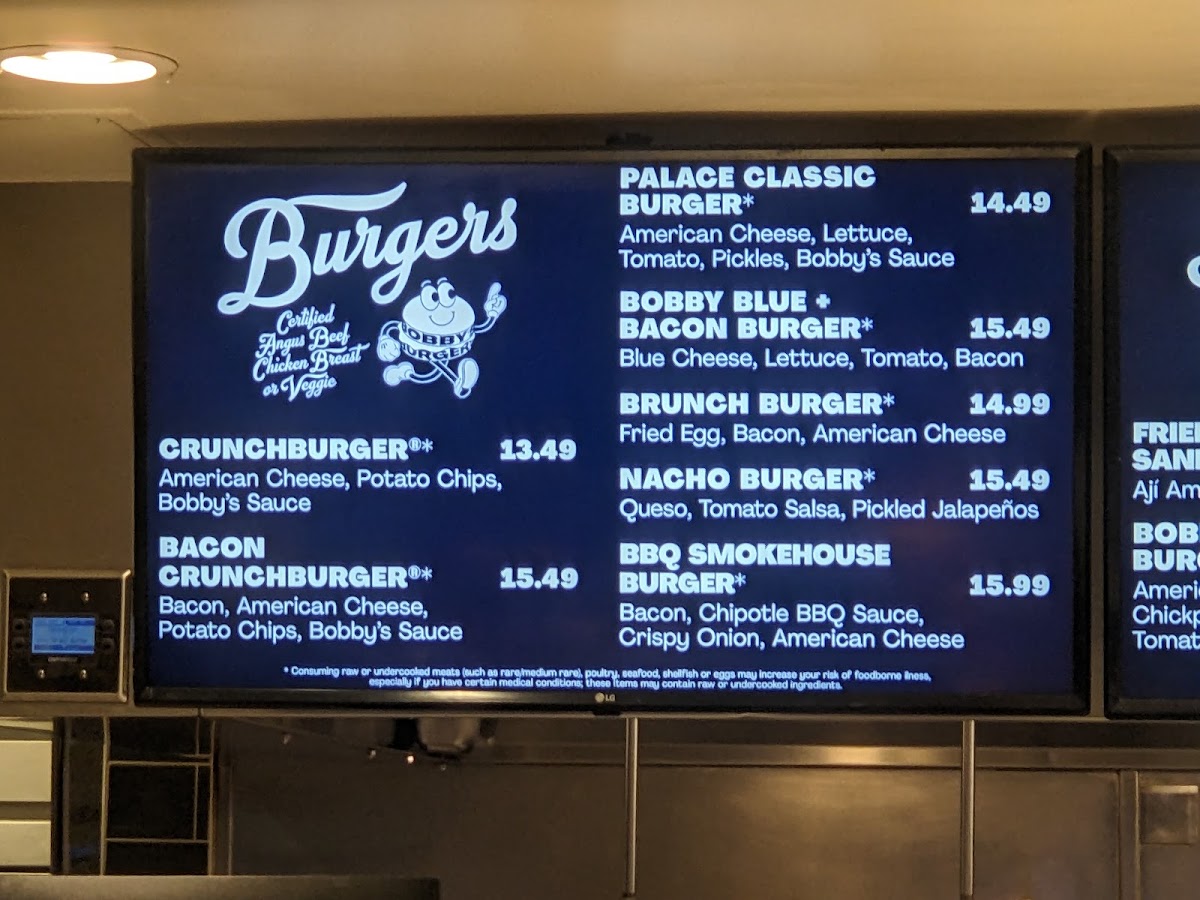 Burgers
Certified
Angus Beef
Chicken Breast
or Veggie
BOBBY
BURGER
CRUNCHBURGER®* 13.49
American Cheese, Potato Chips,
Bobby's Sauce
BACON
CRUNCHBURGER®* 15.49
Bacon, American Cheese,
Potato Chips, Bobby's Sauce
PALACE CLASSIC
BURGER* 14.49
American Cheese, Lettuce,
Tomato, Pickles, Bobby's Sauce
BOBBY BLUE +
BACON BURGER* 15.49
Blue Cheese, Lettuce, Tomato, Bacon
BRUNCH BURGER* 14.99
Fried Egg, Bacon, American Cheese
NACHO BURGER* 15.49
Queso, Tomato Salsa, Pickled Jalapeños
BBQ SMOKEHOUSE
BURGER* 15.99
Bacon, Chipotle BBQ Sauce,
Crispy Onion, American Cheese
* Consuming raw or undercooked meats (such as rare/medium rare), poultry, seafood, shellfish or eggs may increase your risk of foodborne illness,
especially if you have certain medical conditions; these items may contain raw or undercooked ingredients.
LG
Ají